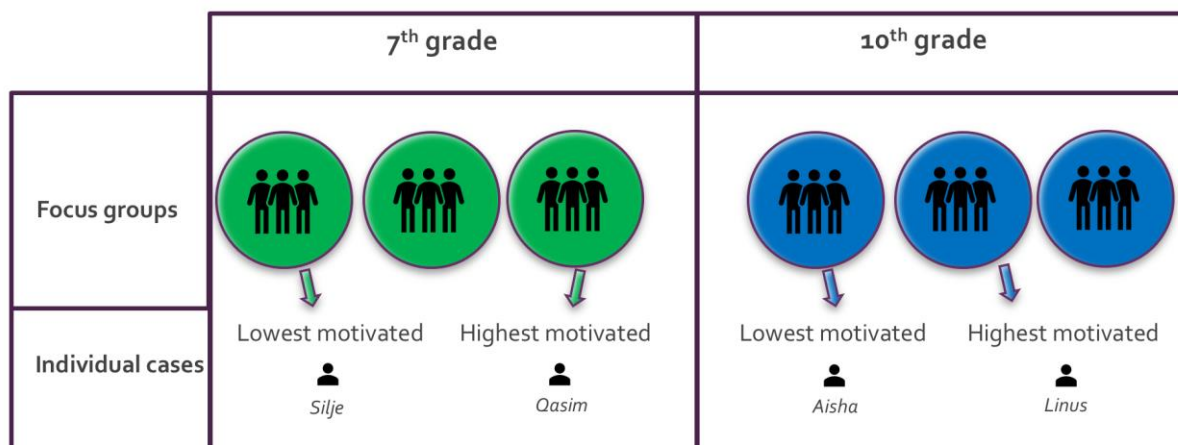 7th grade
10th grade
Focus groups
Lowest motivated
Highest motivated
Lowest motivated
Highest motivated
Individual cases
Silje
Qasim
Aisha
Linus